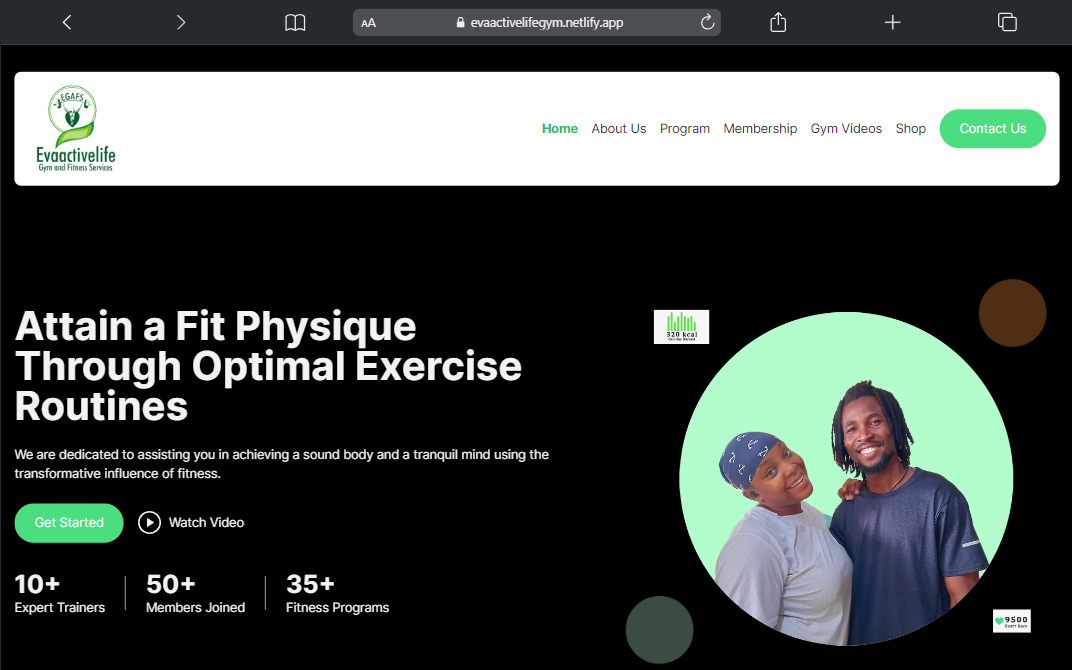 AA
evaactivelifegym.netlify.app
EGAFS
Evaactivelife
Gym and Fitness Services
Home
About Us
Program
Membership
Gym Videos
Shop
Contact Us
Attain a Fit Physique
Through Optimal Exercise
Routines
We are dedicated to assisting you in achieving a sound body and a tranquil mind using the
transformative influence of fitness.
Get Started
Watch Video
10+
Expert Trainers
50+
Members Joined
35+
Fitness Programs
320 kcal
9500